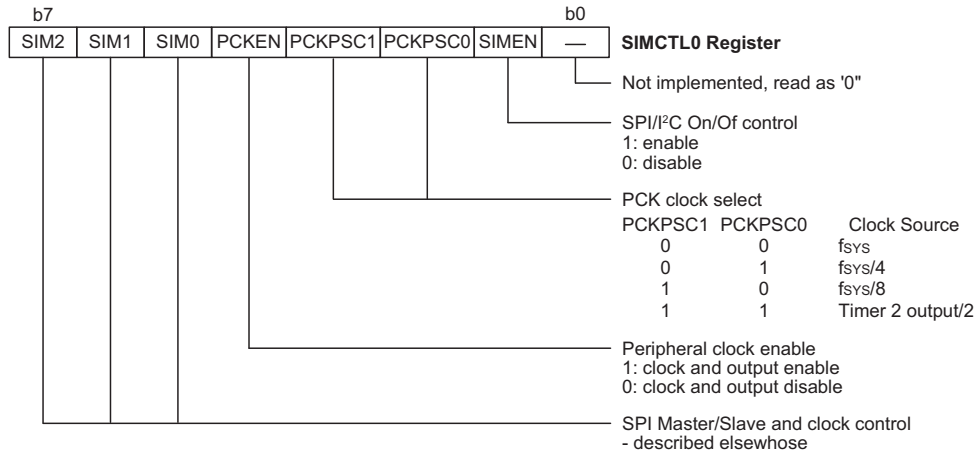 b7 b0
SIM2 SIM1 SIM0 PCKEN PCKPSC1 PCKPSC0 SIMEN — SIMCTL0 Register
Not implemented, read as '0"
SPI/I²C On/Of control
1: enable
0: disable
PCK clock select
PCKPSC1 PCKPSC0 Clock Source
0 0 fSYS
0 1 fSYS/4
1 0 fSYS/8
1 1 Timer 2 output/2
Peripheral clock enable
1: clock and output enable
0: clock and output disable
SPI Master/Slave and clock control
- described elsewhose